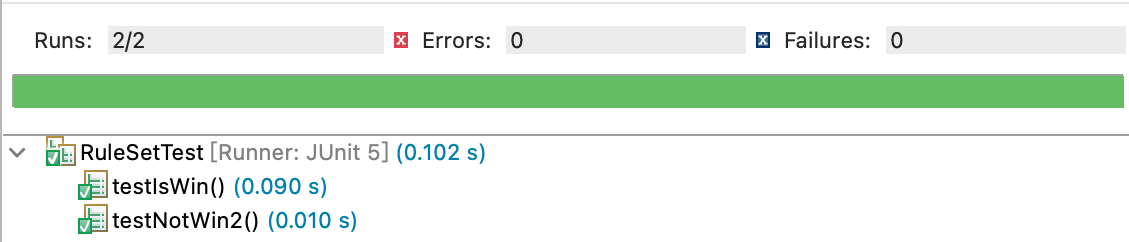 Runs: 2/2 Errors: 0 Failures: 0
RuleSetTest [Runner: JUnit 5] (0.102 s)
testIsWin() (0.090 s)
testNotWin2() (0.010 s)